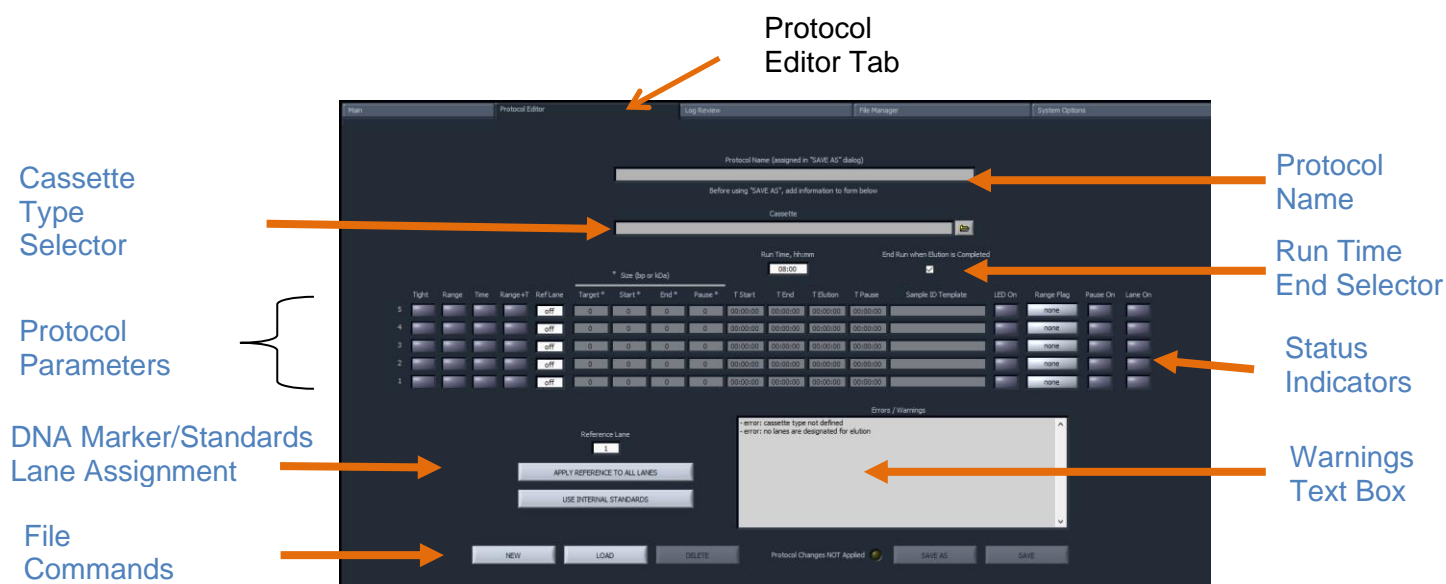 Protocol
Editor Tab
Main Protocol Editor Log Review File Manager System Options
Protocol Name (assigned in "SAVE AS" dialog)
Before using "SAVE AS", add information to form below
Cassette
Cassette
Type
Selector
Protocol
Name
Run Time, hh:mm End Run when Elution is Completed
08:00
Run Time
End Selector
* Size (bp or kDa)
Tight Range Time Range+T Ref Lane Target * Start * End * Pause * T Start T End T Elution T Pause Sample ID Template LED On Range Flag Pause On Lane On
5 off 0 0 0 0 00:00:00 00:00:00 00:00:00 00:00:00 none
4 off 0 0 0 0 00:00:00 00:00:00 00:00:00 00:00:00 none
3 off 0 0 0 0 00:00:00 00:00:00 00:00:00 00:00:00 none
2 off 0 0 0 0 00:00:00 00:00:00 00:00:00 00:00:00 none
1 off 0 0 0 0 00:00:00 00:00:00 00:00:00 00:00:00 none
Protocol
Parameters
Status
Indicators
DNA Marker/Standards
Lane Assignment
Reference Lane
1
APPLY REFERENCE TO ALL LANES
USE INTERNAL STANDARDS
Errors / Warnings
- error: cassette type not defined
- error: no lanes are designated for elution
Warnings
Text Box
File
Commands
NEW LOAD DELETE Protocol Changes NOT Applied SAVE AS SAVE